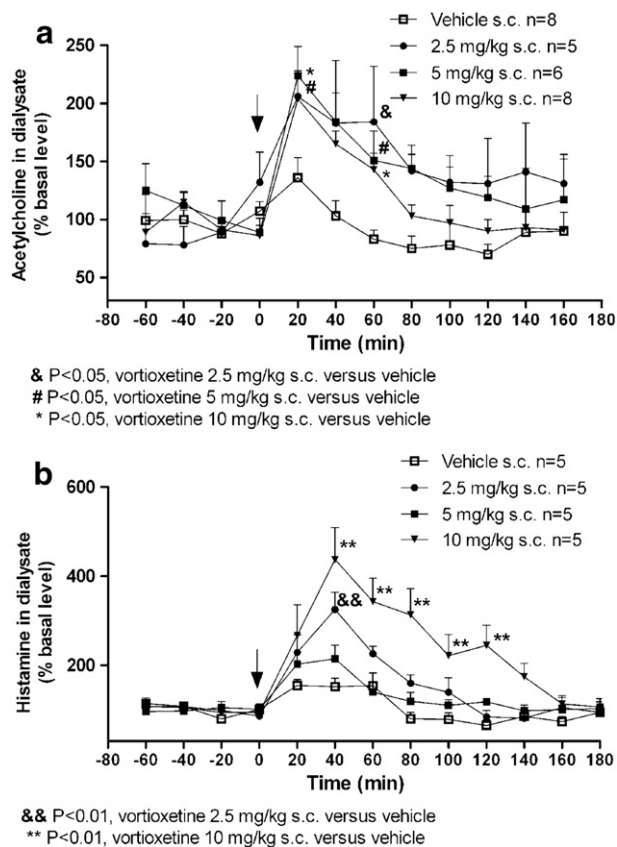 a
Vehicle s.c. n=8
2.5 mg/kg s.c. n=5
5 mg/kg s.c. n=6
10 mg/kg s.c. n=8
Acetylcholine in dialysate
(% basal level)
250
200
150
100
50
*
#
&
#
*
-80 -60 -40 -20 0 20 40 60 80 100 120 140 160 180
Time (min)
& P<0.05, vortioxetine 2.5 mg/kg s.c. versus vehicle
# P<0.05, vortioxetine 5 mg/kg s.c. versus vehicle
* P<0.05, vortioxetine 10 mg/kg s.c. versus vehicle
b
Vehicle s.c. n=5
2.5 mg/kg s.c. n=5
5 mg/kg s.c. n=5
10 mg/kg s.c. n=5
Histamine in dialysate
(% basal level)
600
400
200
**
&&
**
**
**
**
-80 -60 -40 -20 0 20 40 60 80 100 120 140 160 180
Time (min)
&& P<0.01, vortioxetine 2.5 mg/kg s.c. versus vehicle
** P<0.01, vortioxetine 10 mg/kg s.c. versus vehicle